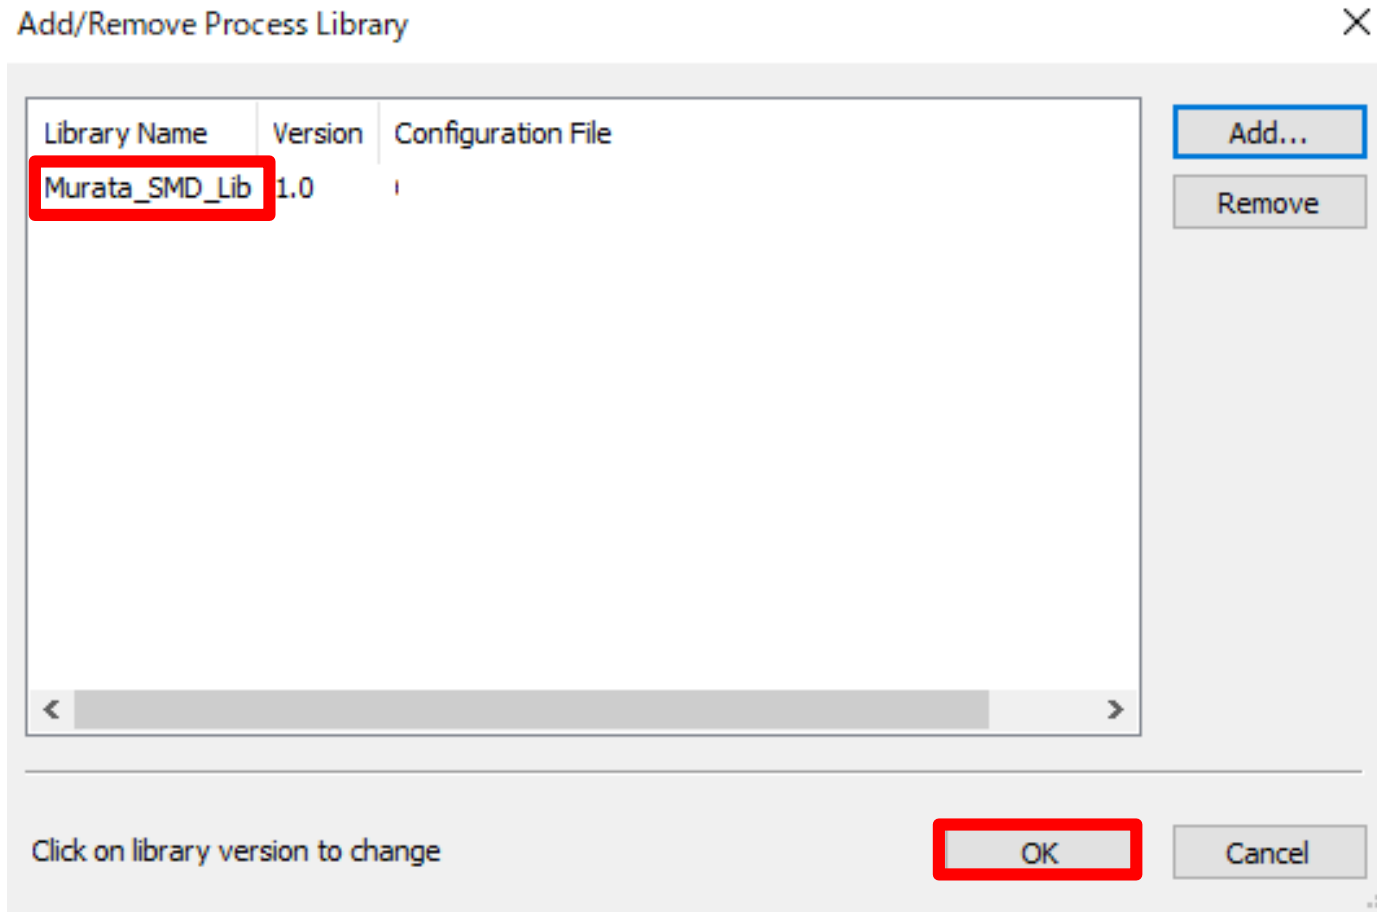 Add/Remove Process Library
Library Name Version Configuration File
Murata_SMD_Lib 1.0
Add...
Remove
Click on library version to change
OK
Cancel